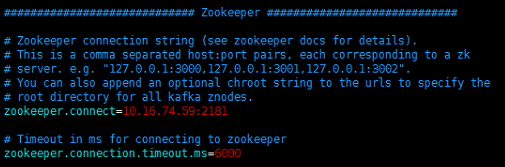 ############################# Zookeeper #############################
# Zookeeper connection string (see zookeeper docs for details).
# This is a comma separated host:port pairs, each corresponding to a zk
# server. e.g. "127.0.0.1:3000,127.0.0.1:3001,127.0.0.1:3002".
# You can also append an optional chroot string to the urls to specify the
# root directory for all kafka znodes.
zookeeper.connect=10.16.74.59:2181
# Timeout in ms for connecting to zookeeper
zookeeper.connection.timeout.ms=6000